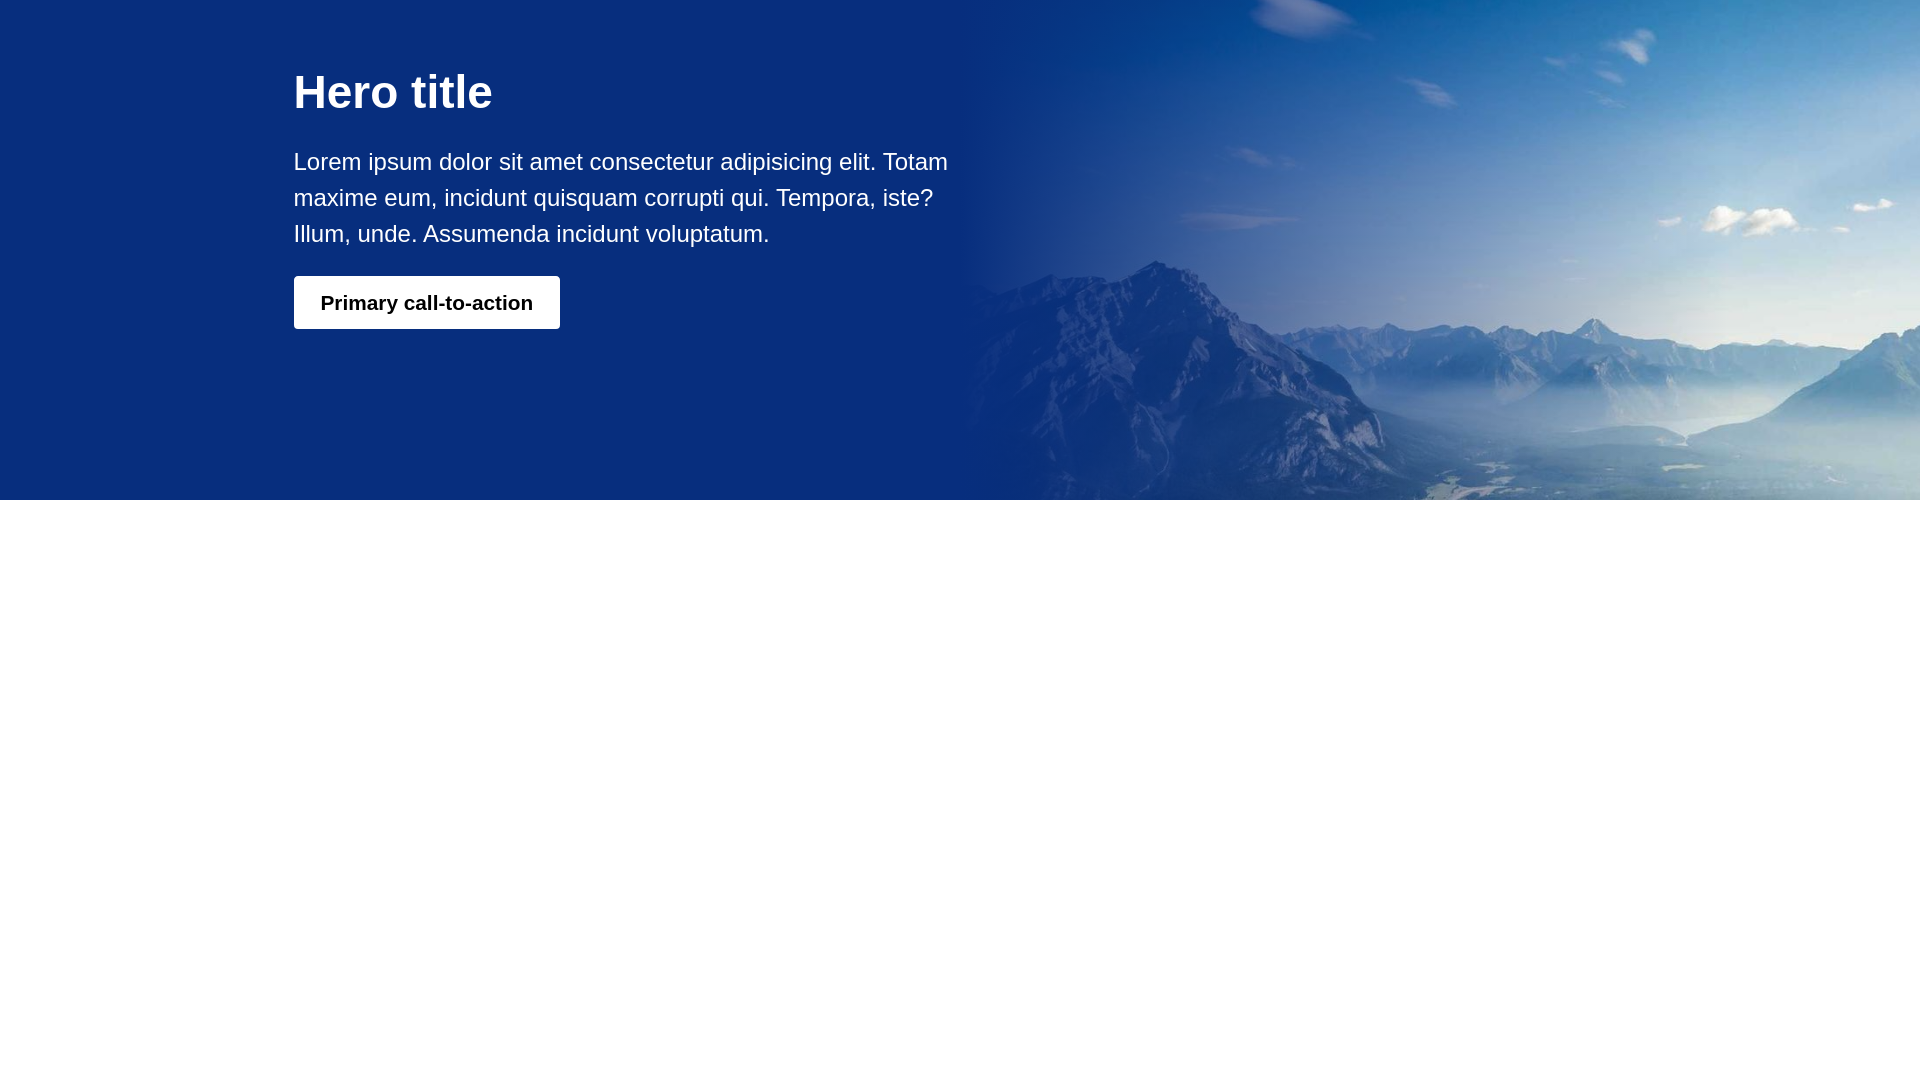 Hero title
Lorem ipsum dolor sit amet consectetur adipisicing elit. Totam
maxime eum, incidunt quisquam corrupti qui. Tempora, iste?
Illum, unde. Assumenda incidunt voluptatum.
Primary call-to-action